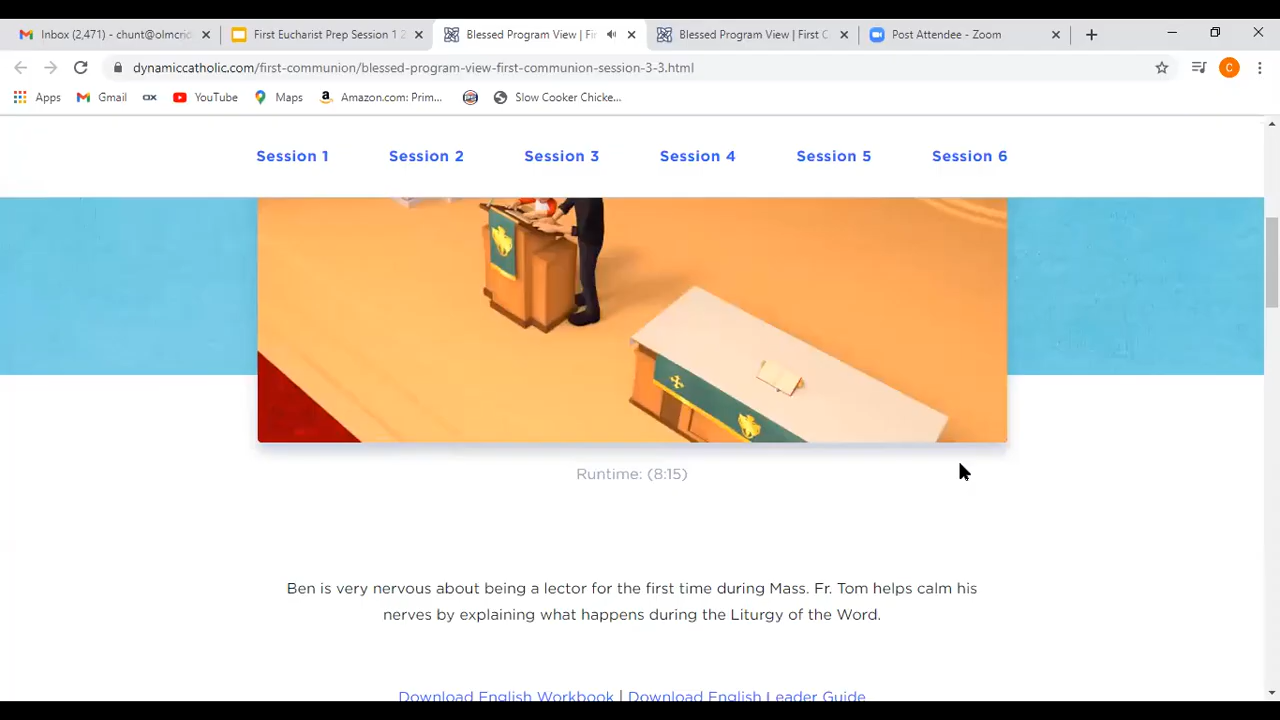 Inbox (2,471) - chunt@olmcrid
First Eucharist Prep Session 1 2
Blessed Program View | Fi
Blessed Program View | First C
Post Attendee - Zoom
dynamiccatholic.com/first-communion/blessed-program-view-first-communion-session-3-3.html
C
Apps
Gmail
ax
YouTube
Maps
Amazon.com: Prim...
Slow Cooker Chicke...
Session 1
Session 2
Session 3
Session 4
Session 5
Session 6
Runtime: (8:15)
Ben is very nervous about being a lector for the first time during Mass. Fr. Tom helps calm his
nerves by explaining what happens during the Liturgy of the Word.
Download English Workbook | Download English Leader Guide